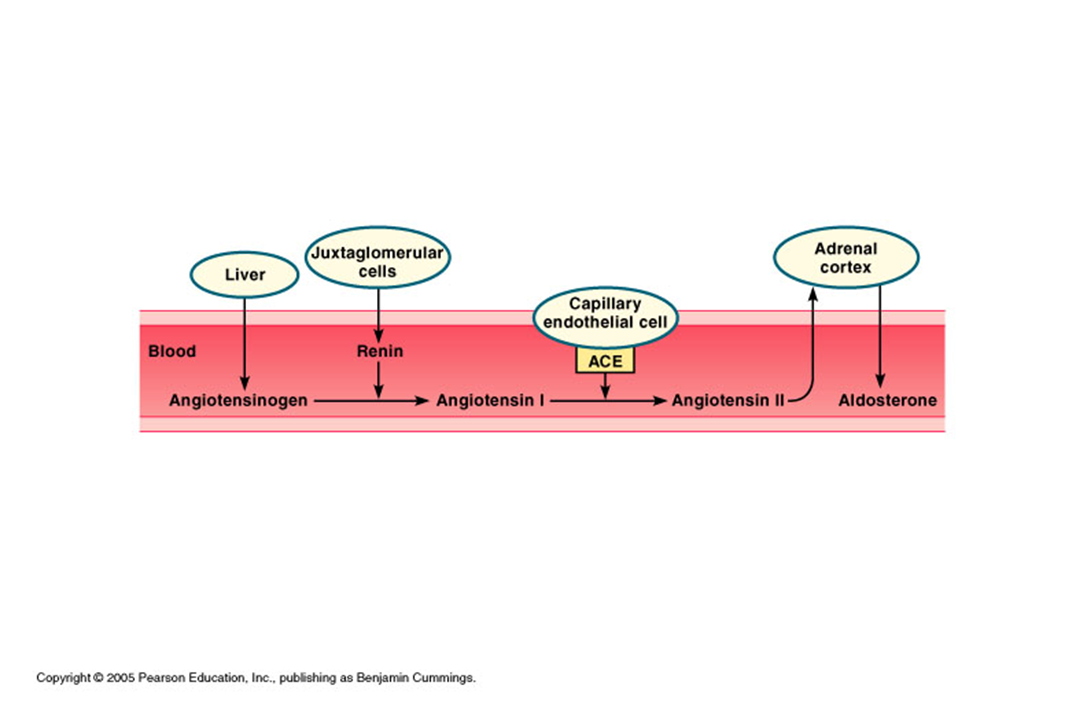 Liver
Juxtaglomerular
cells
Capillary
endothelial cell
Adrenal
cortex
Blood
Renin
ACE
Angiotensinogen
Angiotensin I
Angiotensin II
Aldosterone
Copyright © 2005 Pearson Education, Inc., publishing as Benjamin Cummings.